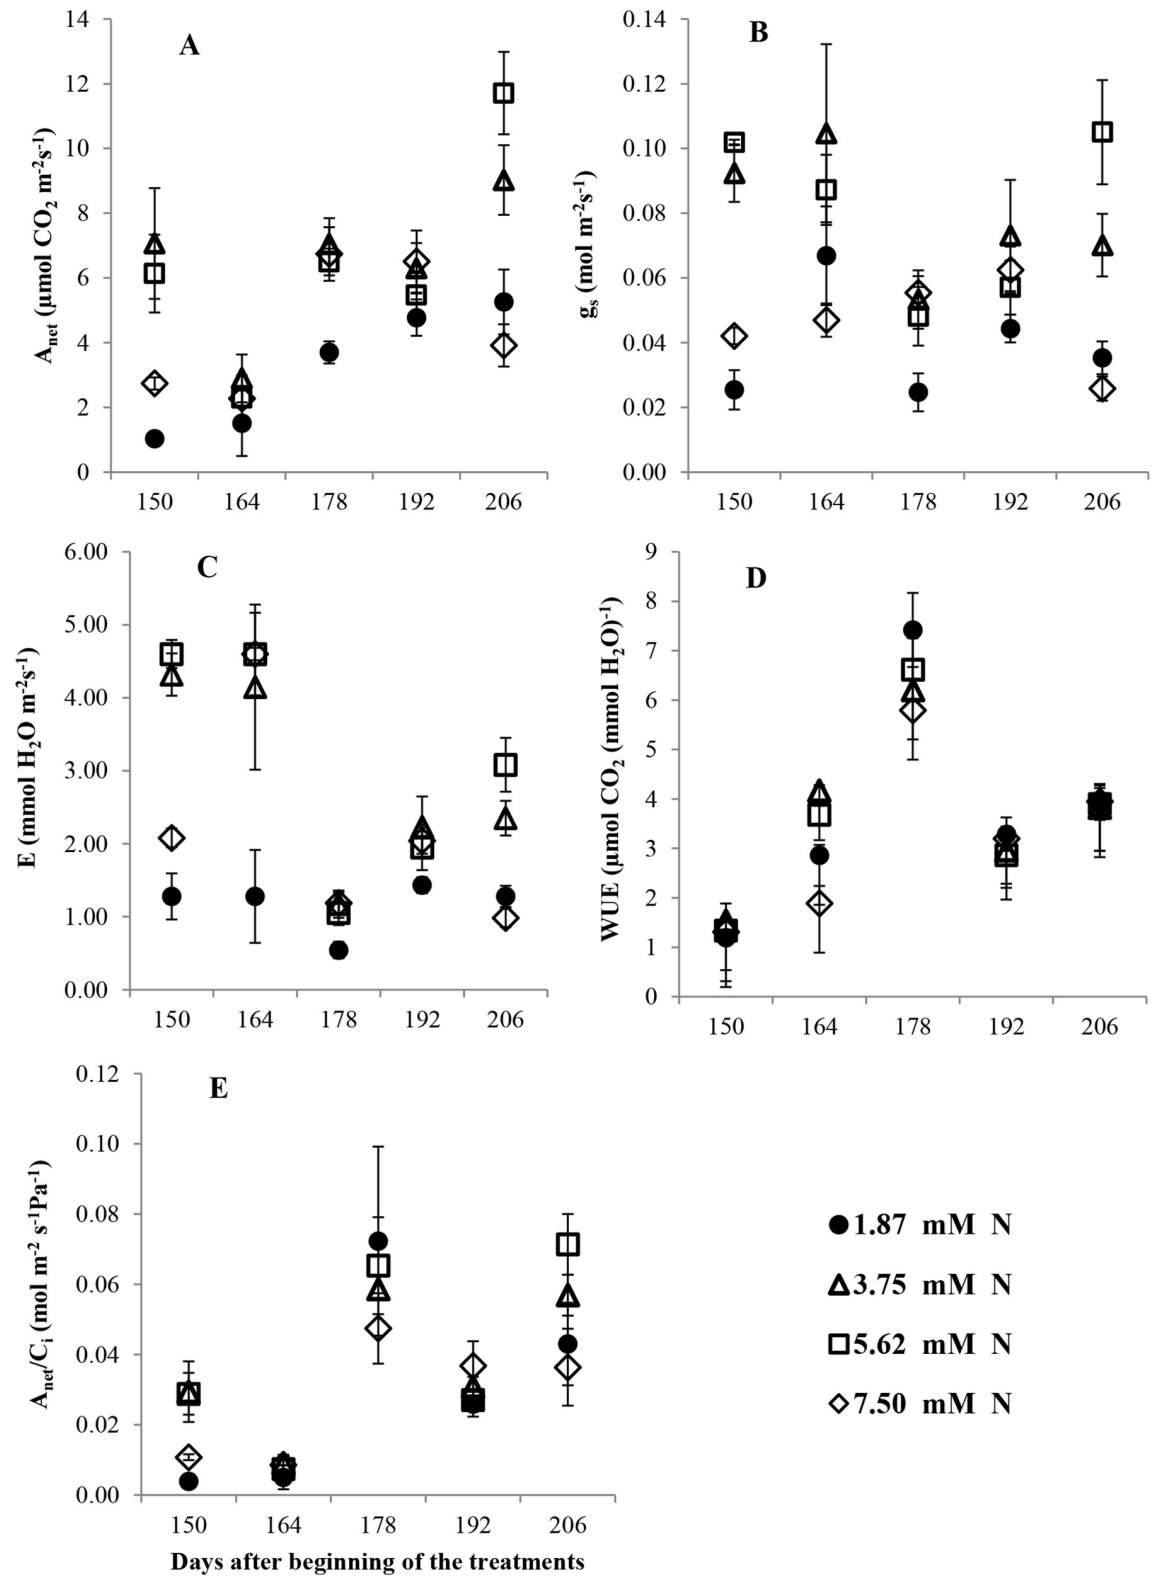 A
A_net (µmol CO₂ m⁻²s⁻¹)
14
12
10
8
6
4
2
0
150 164 178 192 206
B
g_s (mol m⁻²s⁻¹)
0.14
0.12
0.10
0.08
0.06
0.04
0.02
0.00
150 164 178 192 206
C
E (mmol H₂O m⁻²s⁻¹)
6.00
5.00
4.00
3.00
2.00
1.00
0.00
150 164 178 192 206
D
WUE (µmol CO₂ (mmol H₂O)⁻¹)
9
8
7
6
5
4
3
2
1
0
150 164 178 192 206
E
A_net/C_i (mol m⁻² s⁻¹Pa⁻¹)
0.12
0.10
0.08
0.06
0.04
0.02
0.00
150 164 178 192 206
Days after beginning of the treatments
1.87 mM N
3.75 mM N
5.62 mM N
7.50 mM N